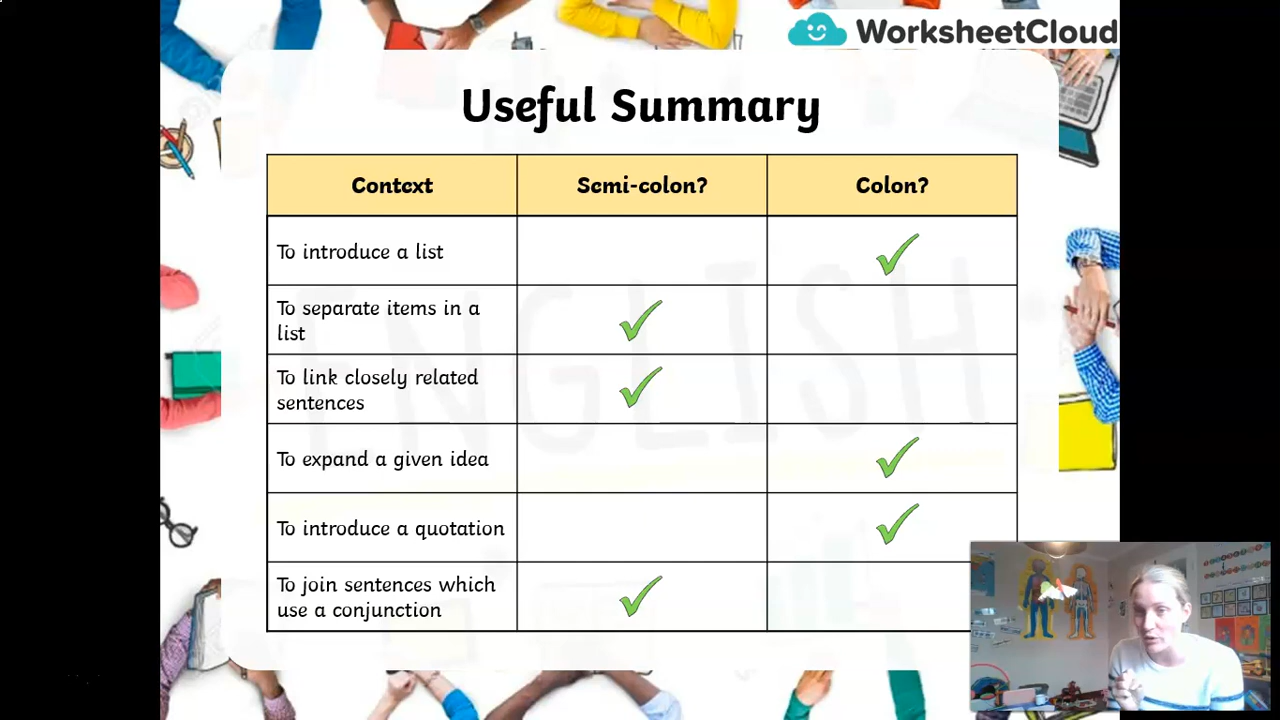 WorksheetCloud
Useful Summary
Context Semi-colon? Colon?
To introduce a list
To separate items in a
list
To link closely related
sentences
To expand a given idea
To introduce a quotation
To join sentences which
use a conjunction
ENGLISH